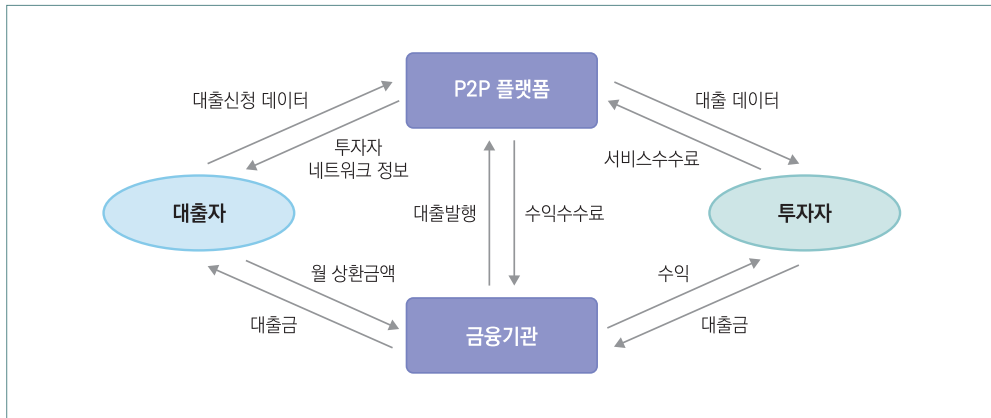 P2P 플랫폼
대출신청 데이터
대출 데이터
투자자
네트워크 정보
서비스수수료
대출자
대출발행
수익수수료
투자자
월 상환금액
수익
대출금
대출금
금융기관